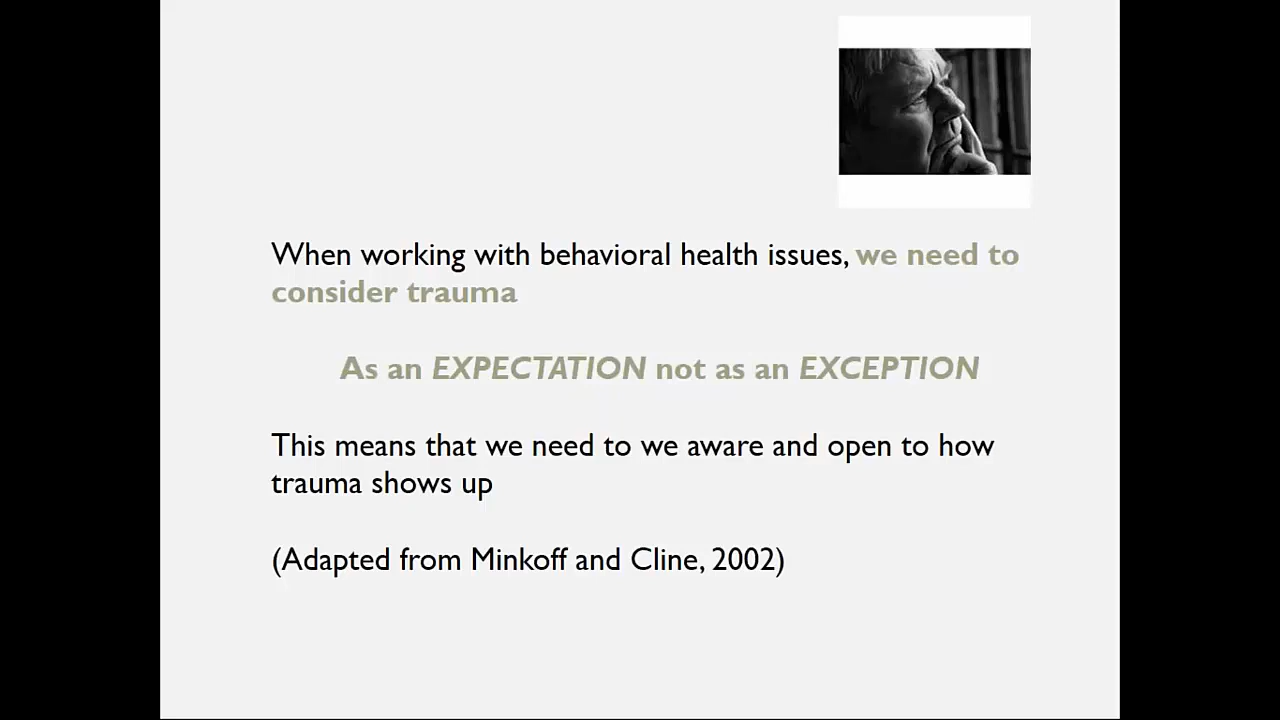 When working with behavioral health issues, we need to
consider trauma
As an EXPECTATION not as an EXCEPTION
This means that we need to we aware and open to how
trauma shows up
(Adapted from Minkoff and Cline, 2002)